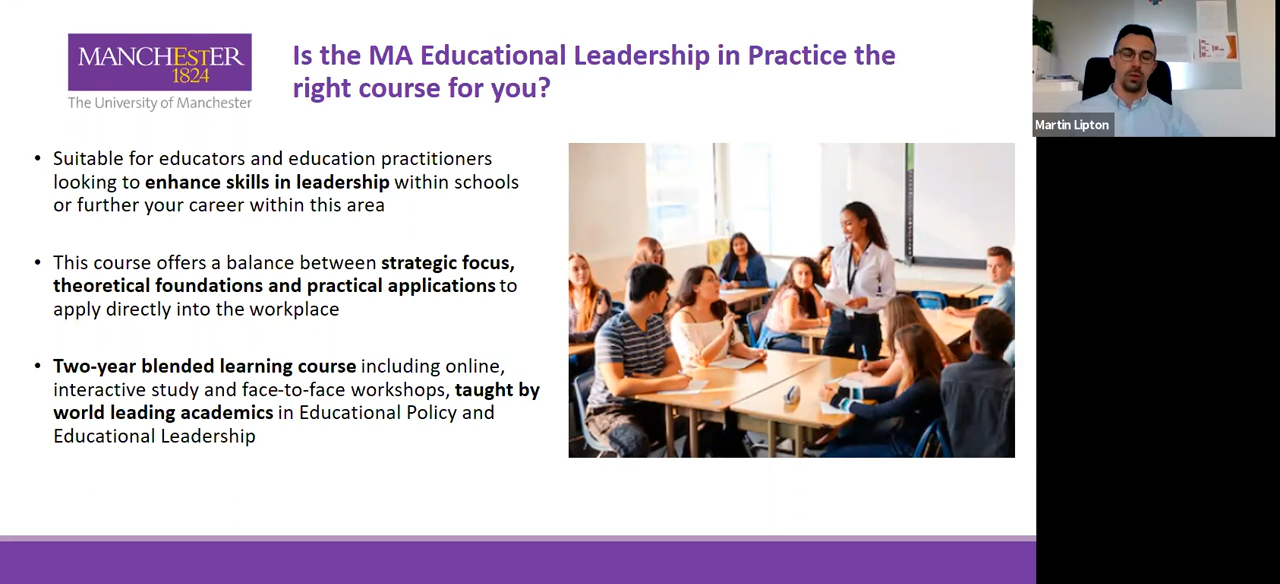 MANCHESTER
1824
The University of Manchester
Is the MA Educational Leadership in Practice the
right course for you?
• Suitable for educators and education practitioners
looking to enhance skills in leadership within schools
or further your career within this area
• This course offers a balance between strategic focus,
theoretical foundations and practical applications to
apply directly into the workplace
• Two-year blended learning course including online,
interactive study and face-to-face workshops, taught by
world leading academics in Educational Policy and
Educational Leadership
Martin Lipton